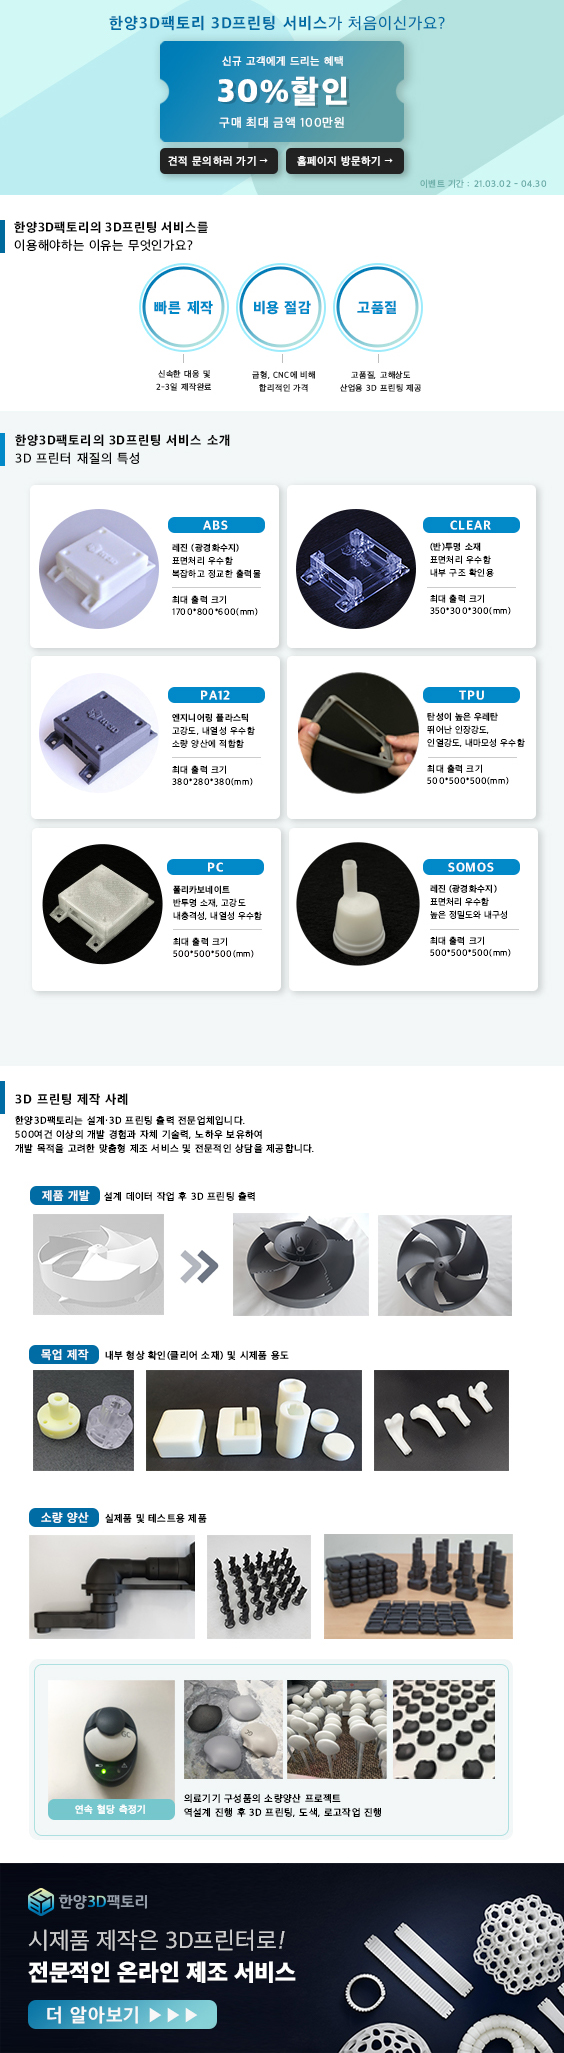 한양3D팩토리 3D프린팅 서비스가 처음이신가요?
신규 고객에게 드리는 혜택
30%할인
구매 최대 금액 100만원
견적 문의하러 가기 →
홈페이지 방문하기 →
이벤트 기간 : 21.03.02 - 04.30
한양3D팩토리의 3D프린팅 서비스를
이용해야하는 이유는 무엇인가요?
빠른 제작
비용 절감
고품질
신속한 대응 및
2-3일 제작완료
금형, CNC에 비해
합리적인 가격
고품질, 고해상도
산업용 3D 프린팅 제공
한양3D팩토리의 3D프린팅 서비스 소개
3D 프린터 재질의 특성
ABS
레진 (광경화수지)
표면처리 우수함
복잡하고 정교한 출력물
최대 출력 크기
1700*800*600(mm)
CLEAR
(반)투명 소재
표면처리 우수함
내부 구조 확인용
최대 출력 크기
350*300*300(mm)
PA12
엔지니어링 플라스틱
고강도, 내열성 우수함
소량 양산에 적합함
최대 출력 크기
380*280*380(mm)
TPU
탄성이 높은 우레탄
뛰어난 인장강도,
인열강도, 내마모성 우수함
최대 출력 크기
500*500*500(mm)
PC
폴리카보네이트
반투명 소재, 고강도
내충격성, 내열성 우수함
최대 출력 크기
500*500*500(mm)
SOMOS
레진 (광경화수지)
표면처리 우수함
높은 정밀도와 내구성
최대 출력 크기
500*500*500(mm)
3D 프린팅 제작 사례
한양3D팩토리는 설계·3D 프린팅 출력 전문업체입니다.
500여건 이상의 개발 경험과 자체 기술력, 노하우 보유하여
개발 목적을 고려한 맞춤형 제조 서비스 및 전문적인 상담을 제공합니다.
제품 개발 설계 데이터 작업 후 3D 프린팅 출력
목업 제작 내부 형상 확인(클리어 소재) 및 시제품 용도
소량 양산 실제품 및 테스트용 제품
연속 혈당 측정기
의료기기 구성품의 소량양산 프로젝트
역설계 진행 후 3D 프린팅, 도색, 로고작업 진행
한양3D팩토리
시제품 제작은 3D프린터로!
전문적인 온라인 제조 서비스
더 알아보기 ▶▶▶